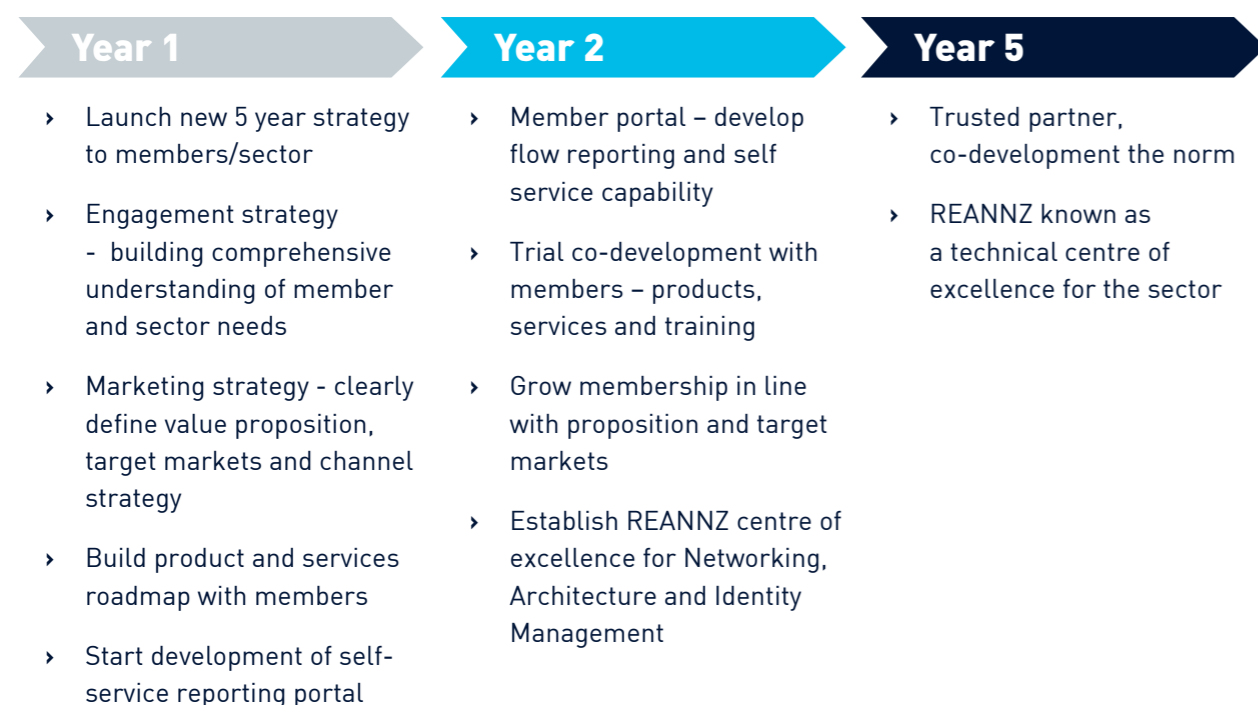 Year 1
› Launch new 5 year strategy
to members/sector
› Engagement strategy
- building comprehensive
understanding of member
and sector needs
› Marketing strategy - clearly
define value proposition,
target markets and channel
strategy
› Build product and services
roadmap with members
› Start development of self-
service reporting portal
Year 2
› Member portal – develop
flow reporting and self
service capability
› Trial co-development with
members – products,
services and training
› Grow membership in line
with proposition and target
markets
› Establish REANNZ centre of
excellence for Networking,
Architecture and Identity
Management
Year 5
› Trusted partner,
co-development the norm
› REANNZ known as
a technical centre of
excellence for the sector